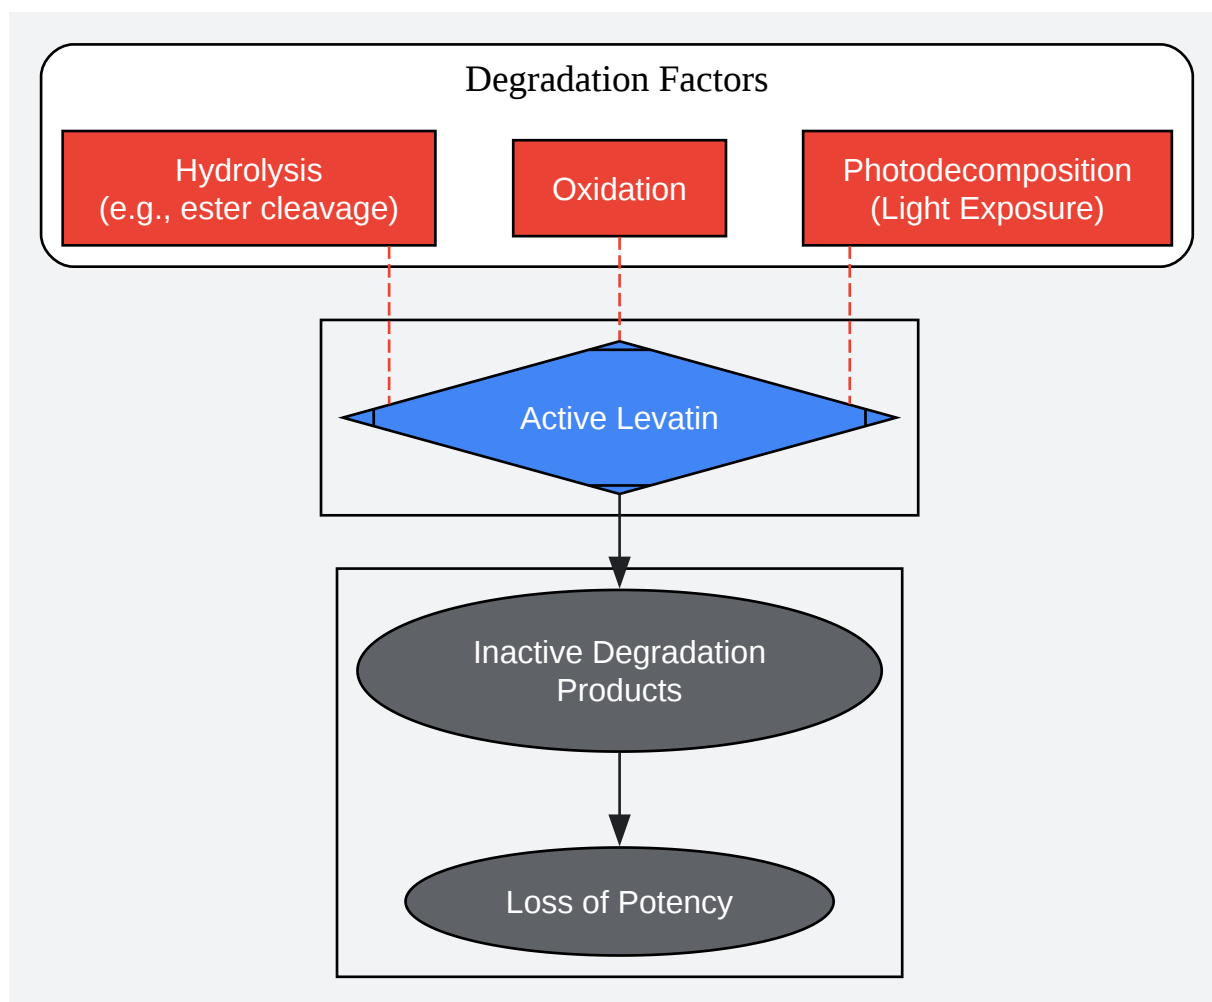 Degradation Factors
Hydrolysis
(e.g., ester cleavage)
Oxidation
Photodecomposition
(Light Exposure)
Active Levatin
Inactive Degradation
Products
Loss of Potency